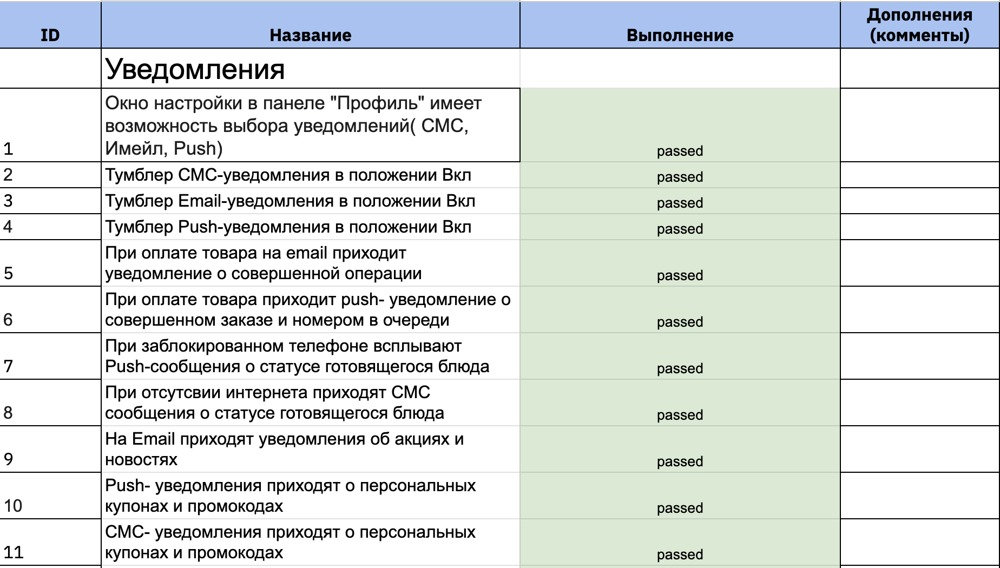 ID
Название
Выполнение
Дополнения
(комменты)
Уведомления
1
Окно настройки в панеле "Профиль" имеет
возможность выбора уведомлений( СМС,
Имейл, Push)
passed
2
Тумблер СМС-уведомления в положении Вкл
passed
3
Тумблер Email-уведомления в положении Вкл
passed
4
Тумблер Push-уведомления в положении Вкл
passed
5
При оплате товара на email приходит
уведомление о совершенной операции
passed
6
При оплате товара приходит push- уведомление о
совершенном заказе и номером в очереди
passed
7
При заблокированном телефоне всплывают
Push-сообщения о статусе готовящегося блюда
passed
8
При отсутсвии интернета приходят СМС
сообщения о статусе готовящегося блюда
passed
9
На Email приходят уведомления об акциях и
новостях
passed
10
Push- уведомления приходят о персональных
купонах и промокодах
passed
11
СМС- уведомления приходят о персональных
купонах и промокодах
passed